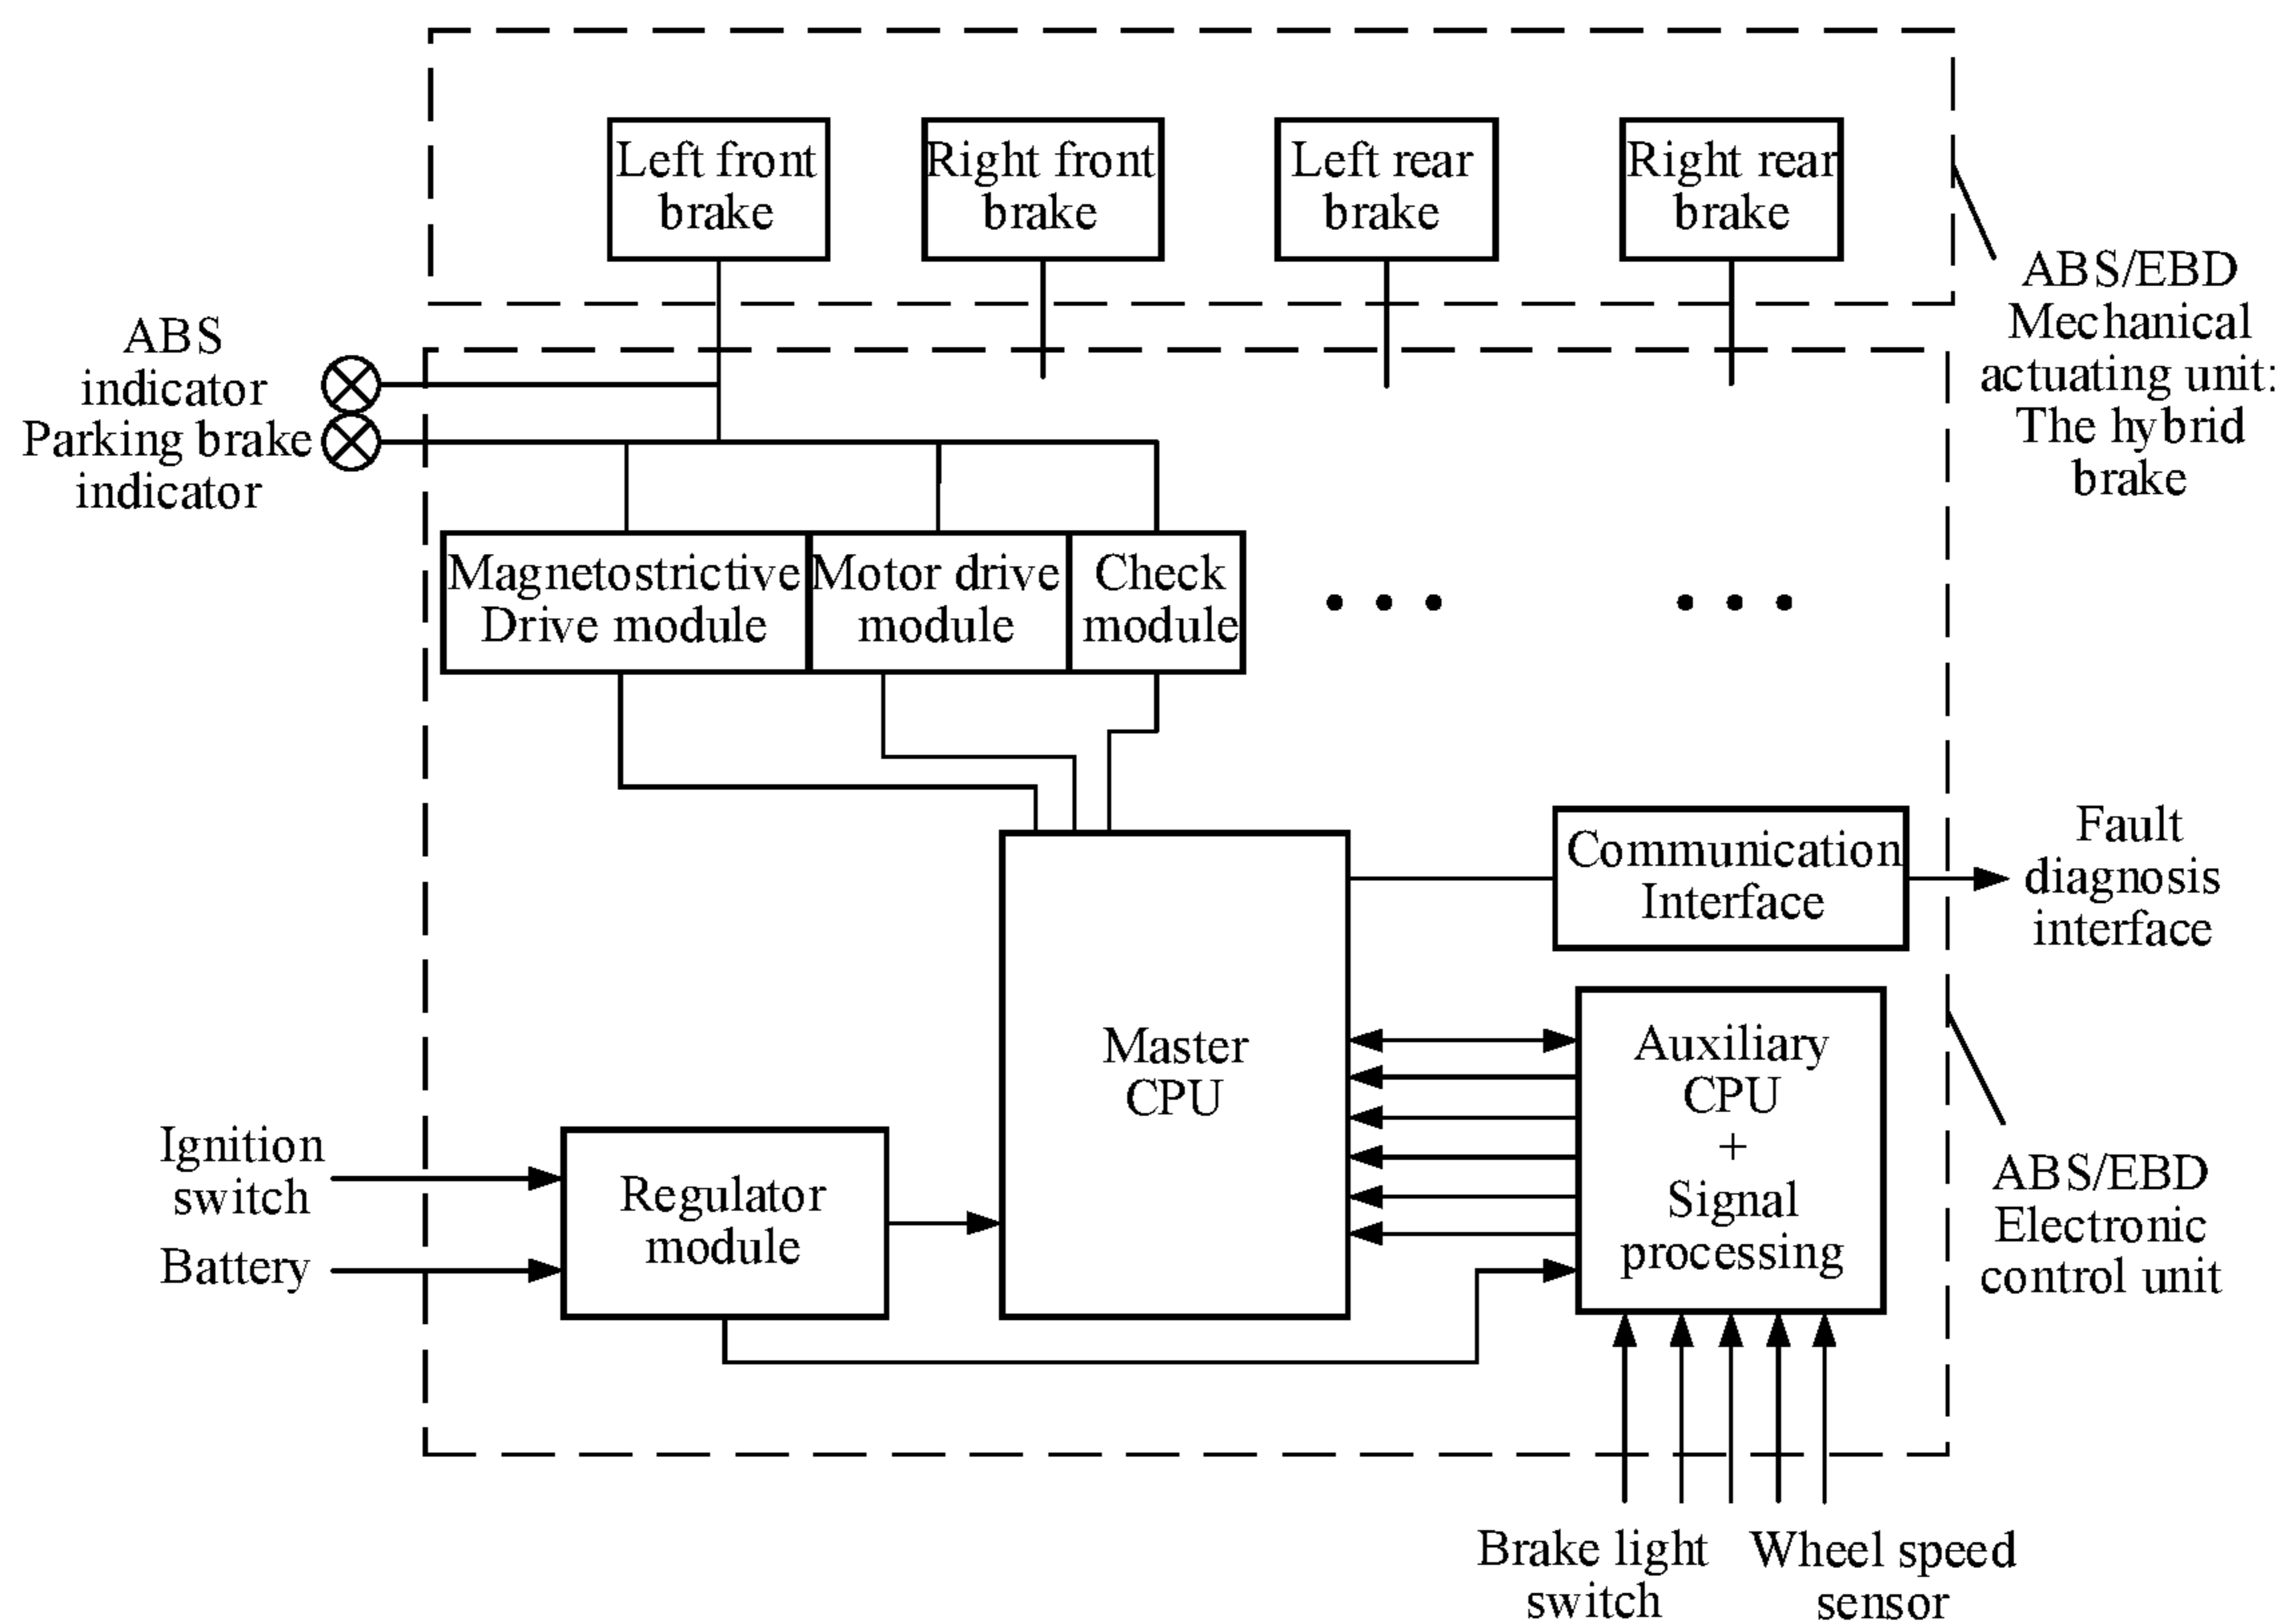 Left front
brake
Right front
brake
Left rear
brake
Right rear
brake
ABS/EBD
Mechanical
actuating unit:
The hybrid
brake
ABS
indicator
Parking brake
indicator
Magnetostrictive
Drive module
Motor drive
module
Check
module
• • •
• • •
Communication
Interface
Fault
diagnosis
interface
Master
CPU
Auxiliary
CPU
+
Signal
processing
Ignition
switch
Battery
Regulator
module
ABS/EBD
Electronic
control unit
Brake light
switch
Wheel speed
sensor